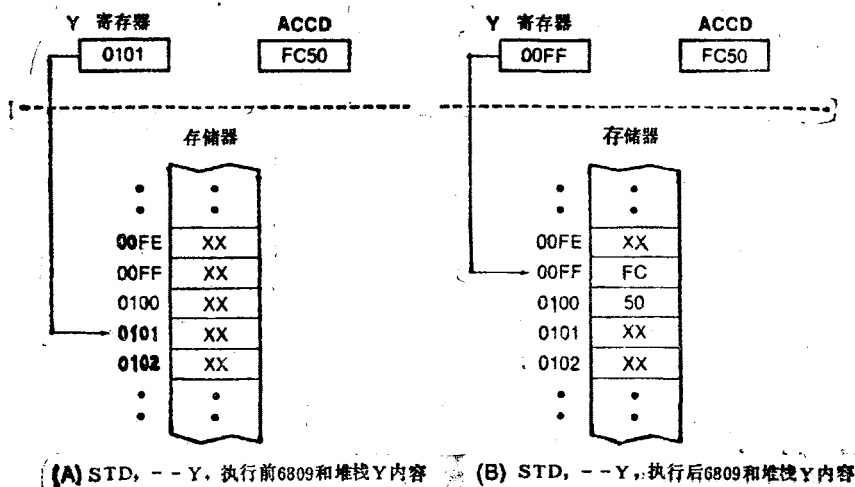 Y 寄存器 ACCD
0101 FC50
存储器
00FE XX
00FF XX
0100 XX
0101 XX
0102 XX
(A) STD, --Y, 执行前6809和堆栈Y内容
Y 寄存器 ACCD
00FF FC50
存储器
00FE XX
00FF FC
0100 50
0101 XX
0102 XX
(B) STD, --Y, 执行后6809和堆栈Y内容